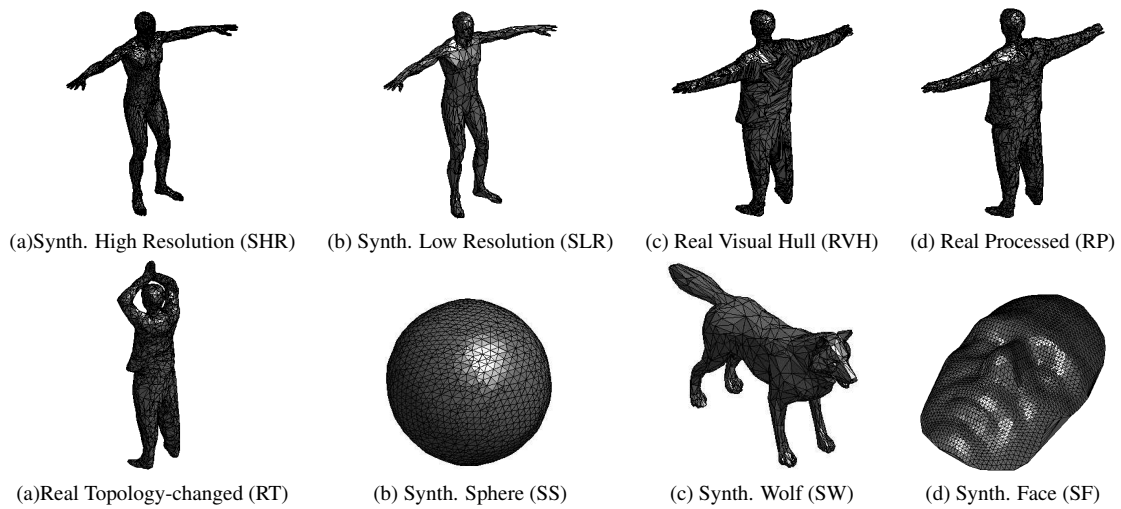 (a)Synth. High Resolution (SHR)
(b) Synth. Low Resolution (SLR)
(c) Real Visual Hull (RVH)
(d) Real Processed (RP)
(a)Real Topology-changed (RT)
(b) Synth. Sphere (SS)
(c) Synth. Wolf (SW)
(d) Synth. Face (SF)